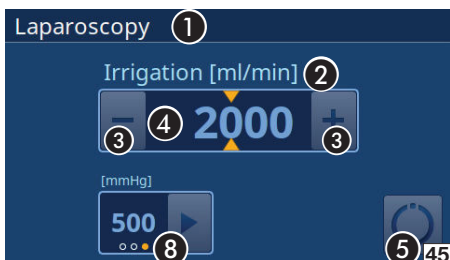 Laparoscopy 1
Irrigation [ml/min] 2
3 4 2000 3
[mmHg]
500
8 5 45